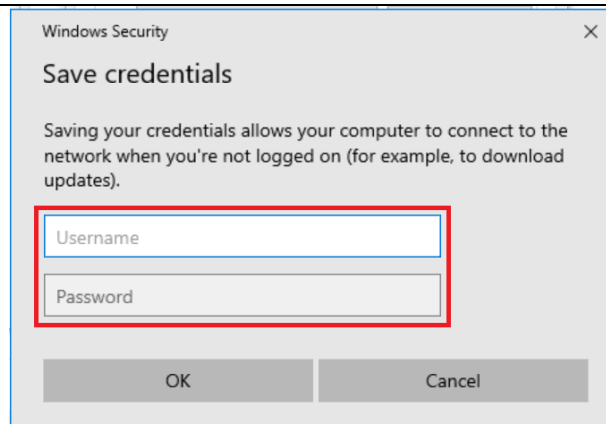 Windows Security
Save credentials
Saving your credentials allows your computer to connect to the
network when you're not logged on (for example, to download
updates).
Username
Password
OK
Cancel